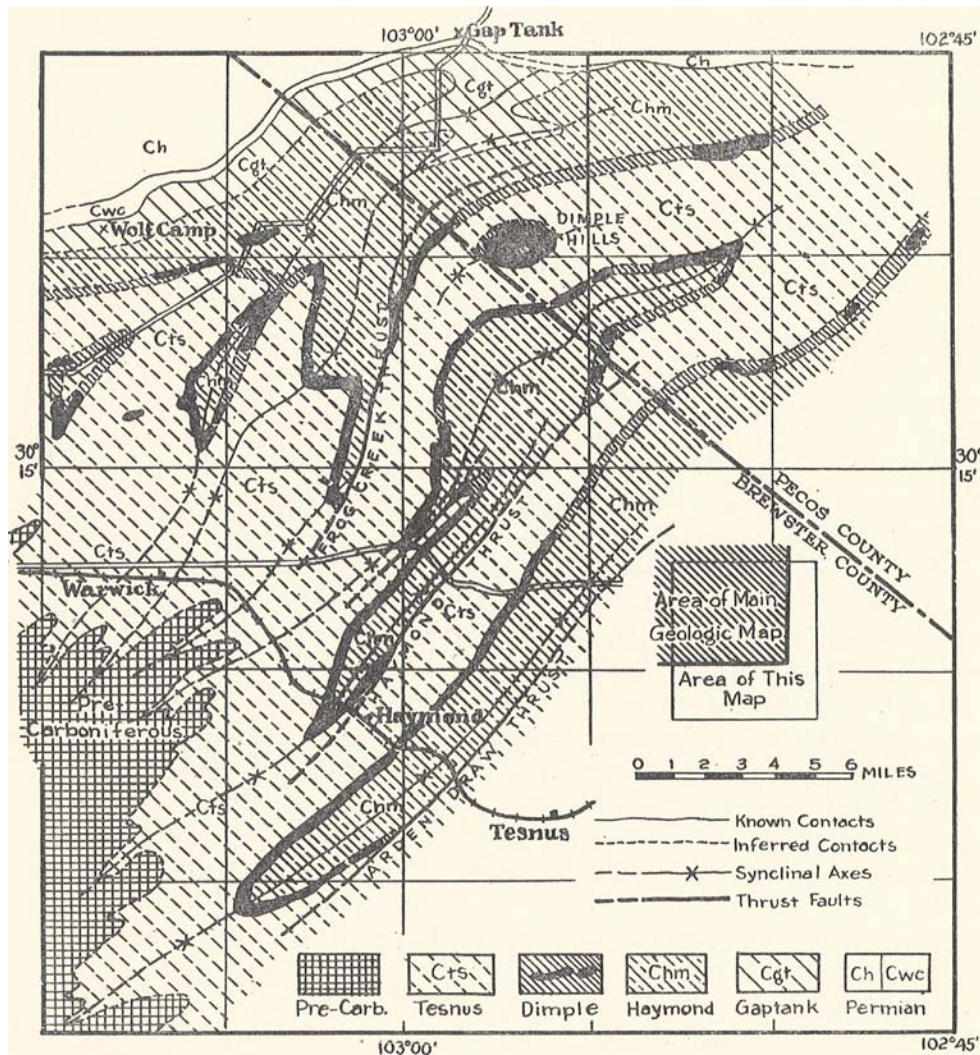 103°00' Gap Tank 102°45'
Ch
Cgt
Chm
Ch
Cgt
Chm
Cwc
Wolf Camp
Cts
DIMPLE
HILLS
Cts
Cts
Chm
Chm
FROG CREEK THRUST
30°
15'
30°
15'
Cts
THRUST
Chm
PECOS COUNTY
BREWSTER COUNTY
Cts
Warwick
Cts
Chm
Area of Main
Geologic Map
Area of This
Map
Pre-
Carboniferous
Haymond
DRAW THRUST
0 1 2 3 4 5 6 MILES
Cts
Chm
Tesnus
Known Contacts
Inferred Contacts
Synclinal Axes
Thrust Faults
Cts Chm Cgt Ch Cwc
Pre-Carb. Tesnus Dimple Haymond Gaptank Permian
103°00' 102°45'